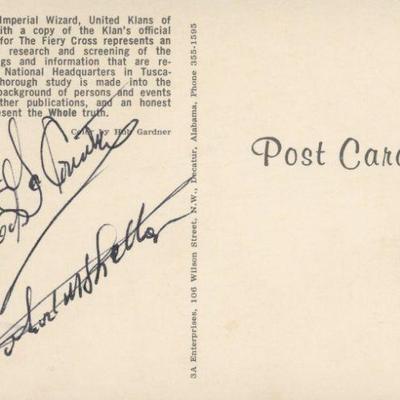 Imperial Wizard, United Klans of
ith a copy of the Klan's official
for The Fiery Cross represents an
research and screening of the
ngs and information that are re-
National Headquarters in Tusca-
horough study is made into the
background of persons and events
ther publications, and an honest
esent the Whole truth.
Color by Bob Gardner
3A Enterprises, 106 Wilson Street, N.W., Decatur, Alabama, Phone 355-1595
Post Car